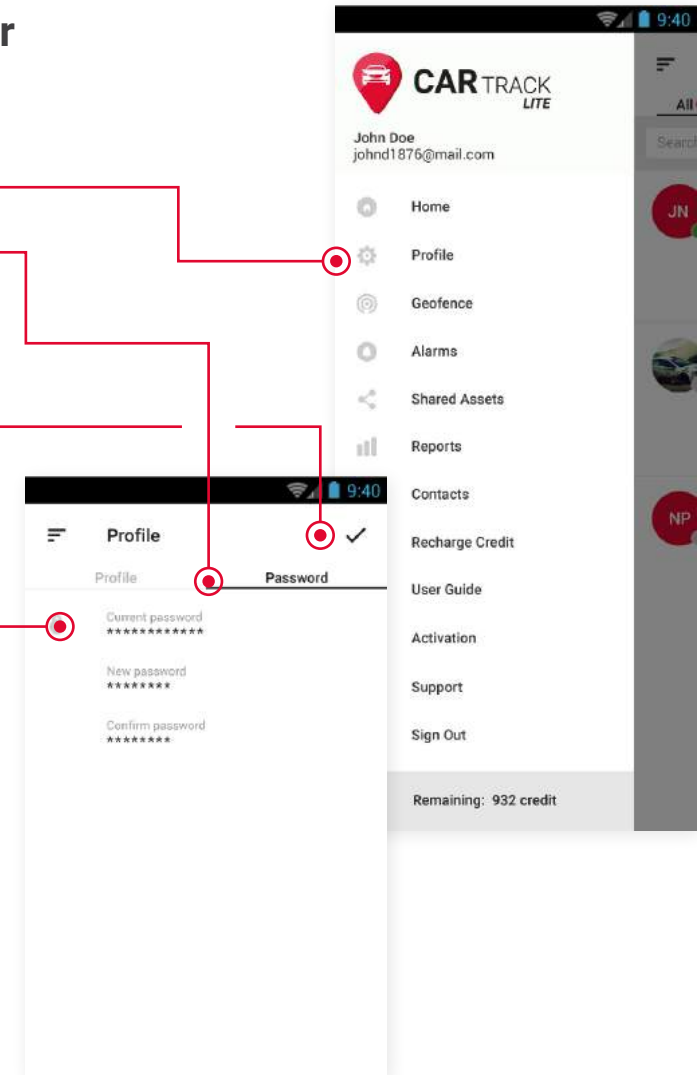 r
9:40
CAR TRACK
LITE
John Doe
johnd1876@mail.com
Home
Profile
Geofence
Alarms
Shared Assets
Reports
Contacts
Recharge Credit
User Guide
Activation
Support
Sign Out
Remaining: 932 credit
All
Search
JN
NP
9:40
Profile
Profile
Password
Current password
************
New password
********
Confirm password
********